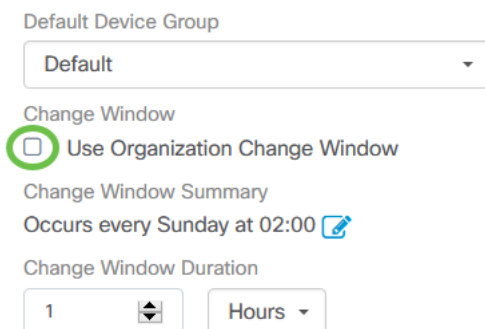 Default Device Group
Default
Change Window
Use Organization Change Window
Change Window Summary
Occurs every Sunday at 02:00
Change Window Duration
1 Hours